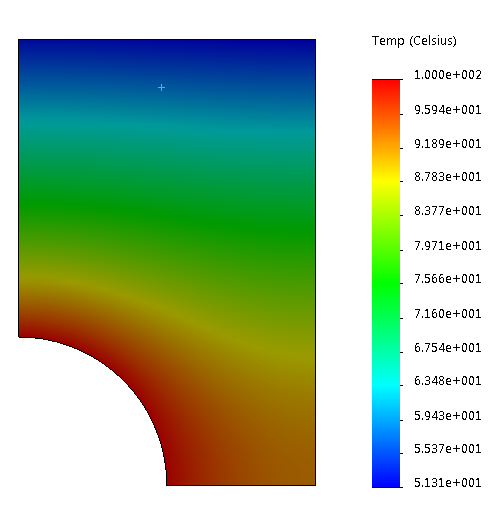 Temp (Celsius)
1.000e+002
9.594e+001
9.189e+001
8.783e+001
8.377e+001
7.971e+001
7.566e+001
7.160e+001
6.754e+001
6.348e+001
5.943e+001
5.537e+001
5.131e+001